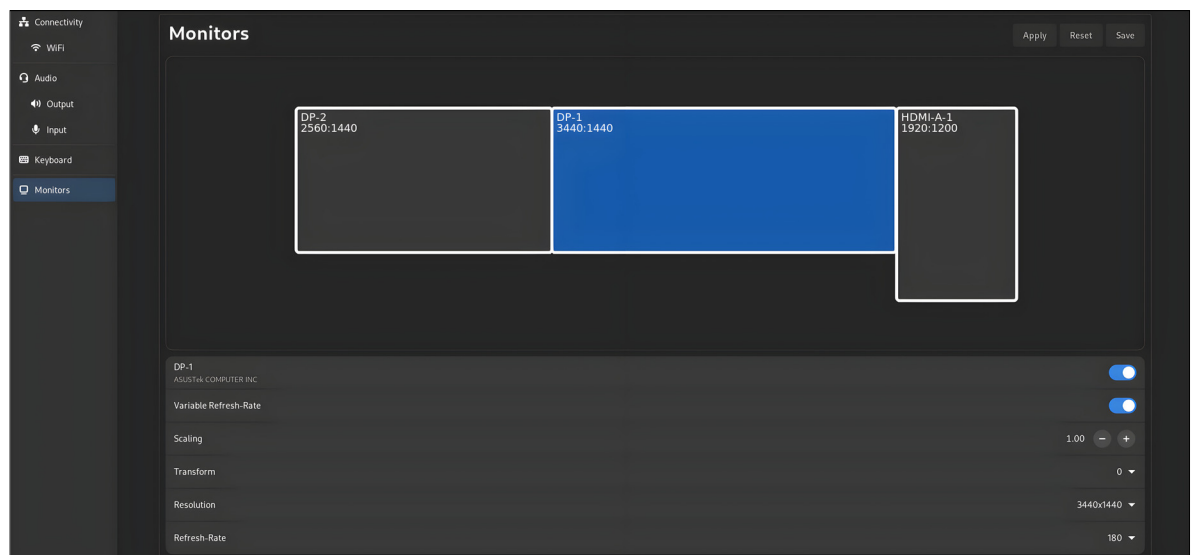 Connectivity
WiFi
Audio
Output
Input
Keyboard
Monitors
Monitors
Apply Reset Save
DP-2
2560:1440
DP-1
3440:1440
HDMI-A-1
1920:1200
DP-1
ASUSTek COMPUTER INC
Variable Refresh-Rate
Scaling 1.00 − +
Transform 0
Resolution 3440x1440
Refresh-Rate 180